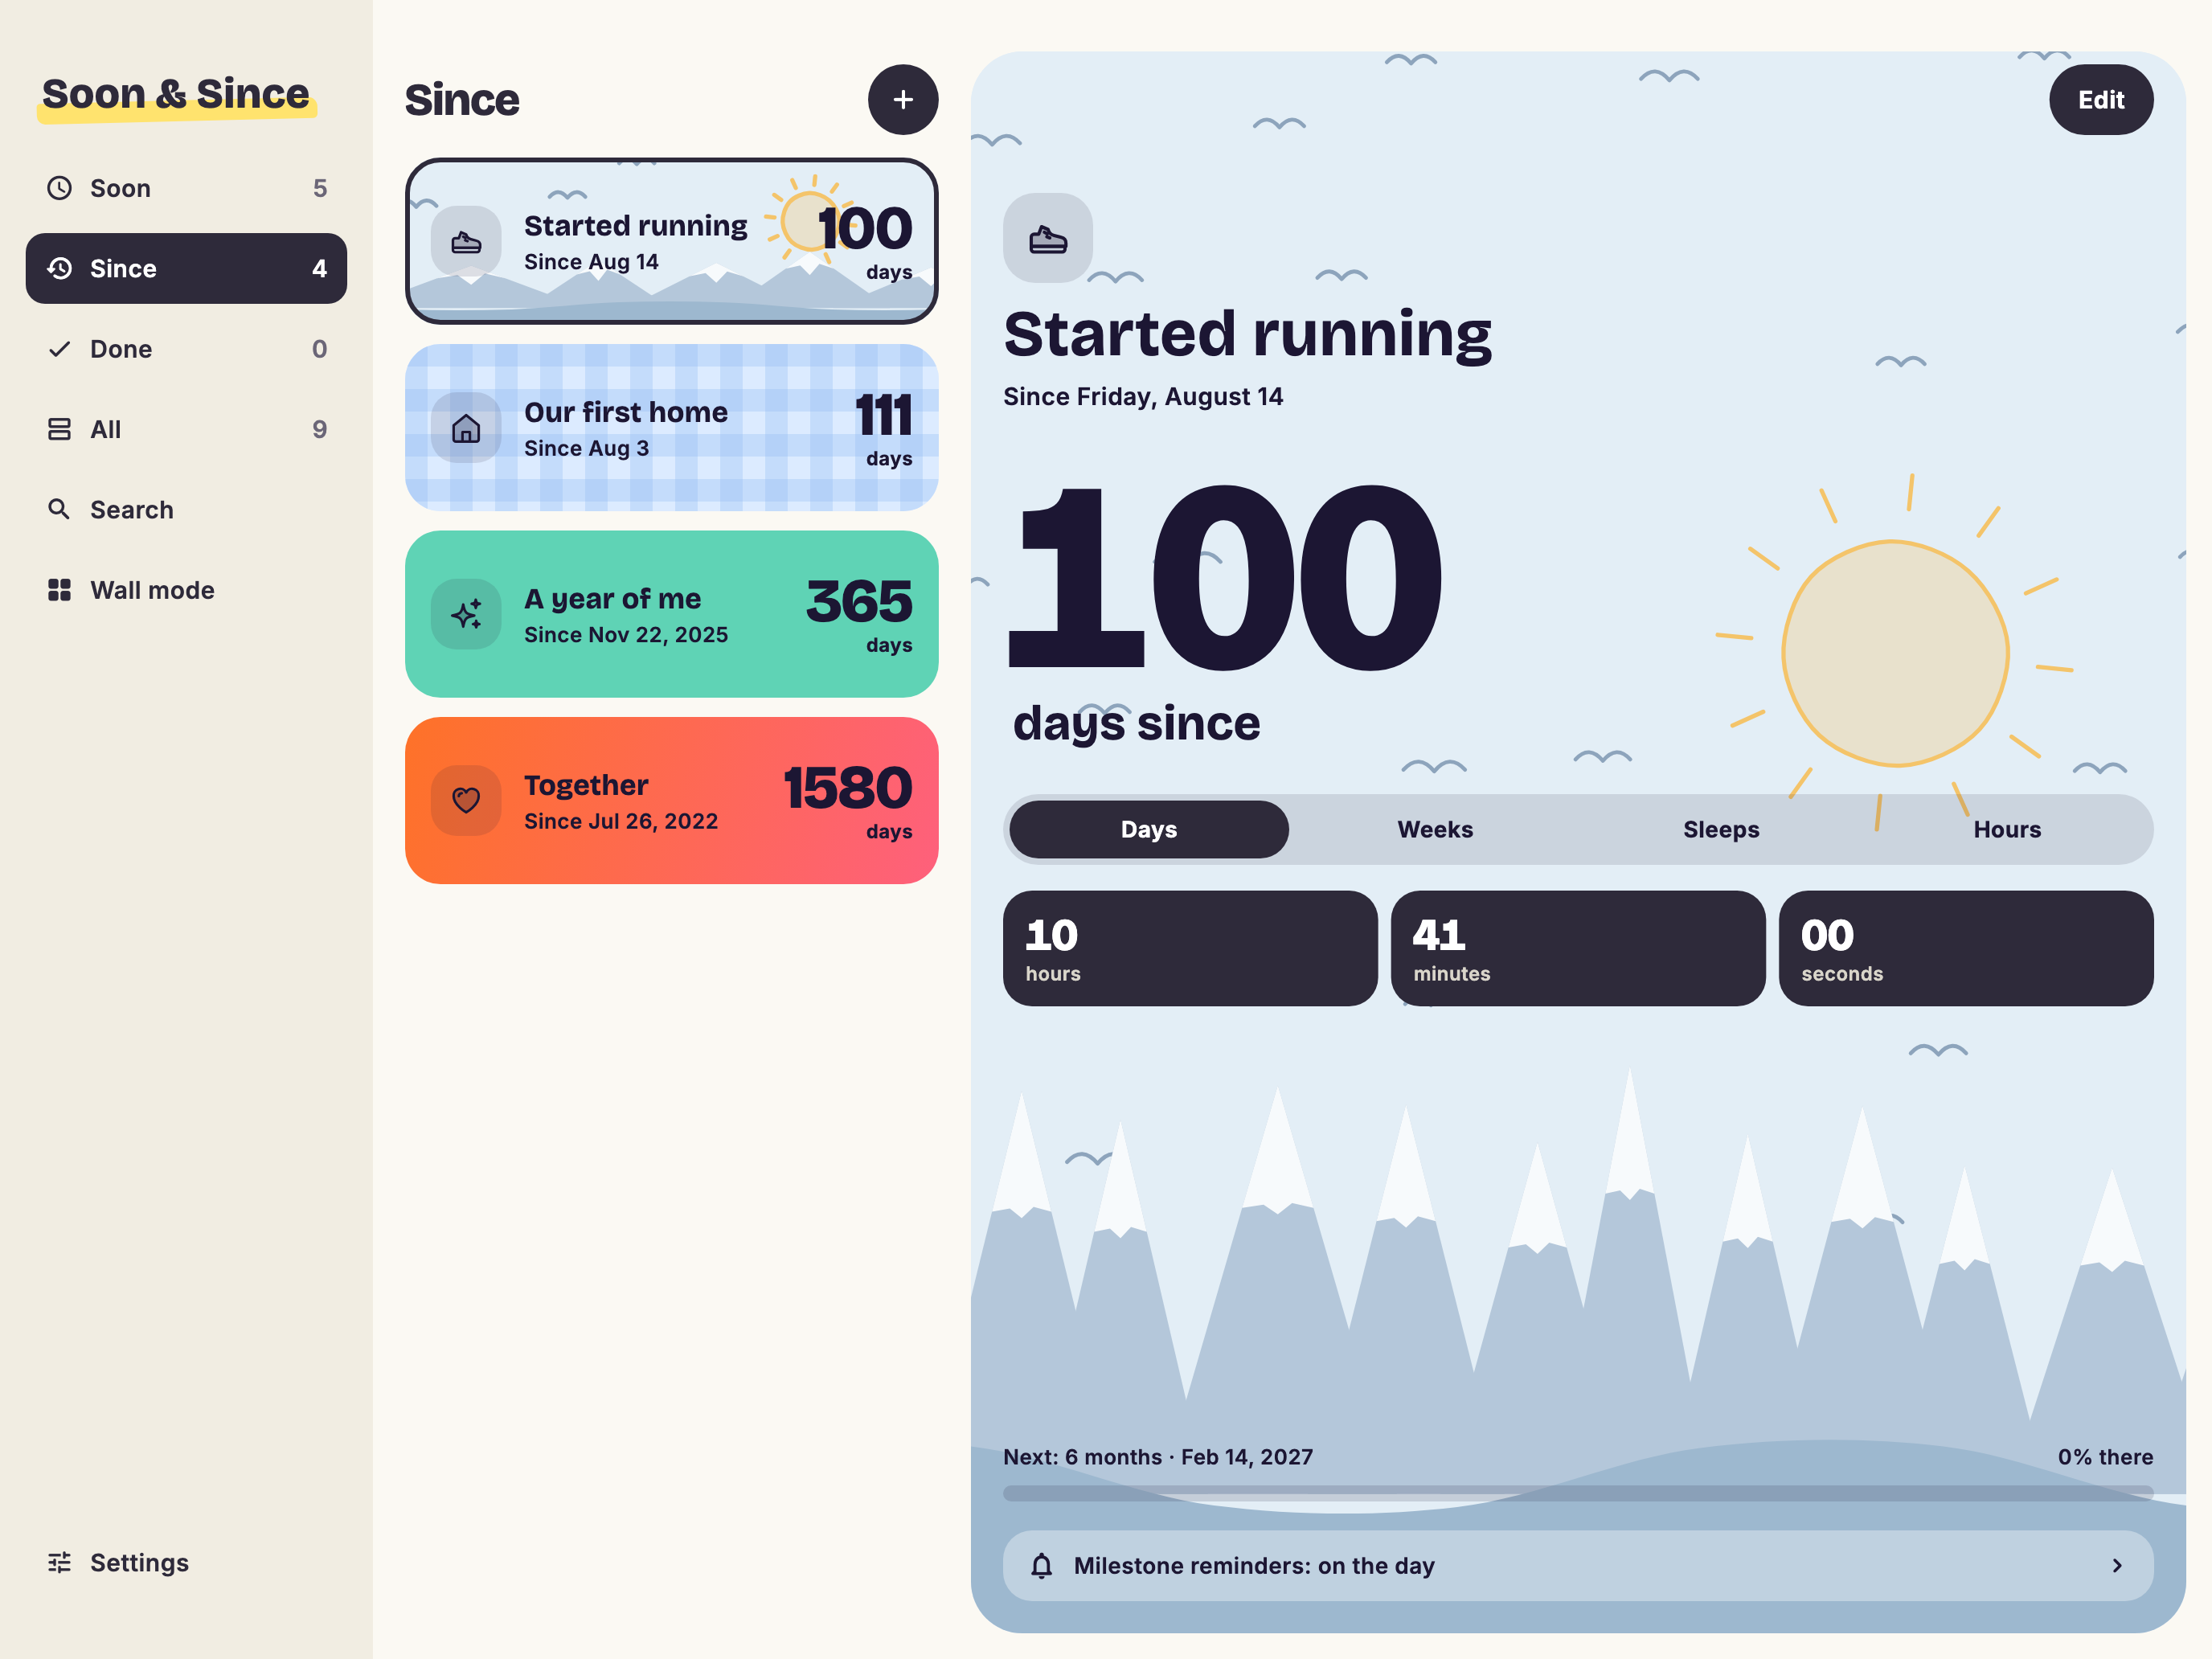 Soon & Since
Soon 5
Since 4
Done 0
All 9
Search
Wall mode
Settings
Since
+
Started running
Since Aug 14
100
days
Our first home
Since Aug 3
111
days
A year of me
Since Nov 22, 2025
365
days
Together
Since Jul 26, 2022
1580
days
Edit
Started running
Since Friday, August 14
100
days since
Days Weeks Sleeps Hours
10
hours
41
minutes
00
seconds
Next: 6 months · Feb 14, 2027 0% there
Milestone reminders: on the day